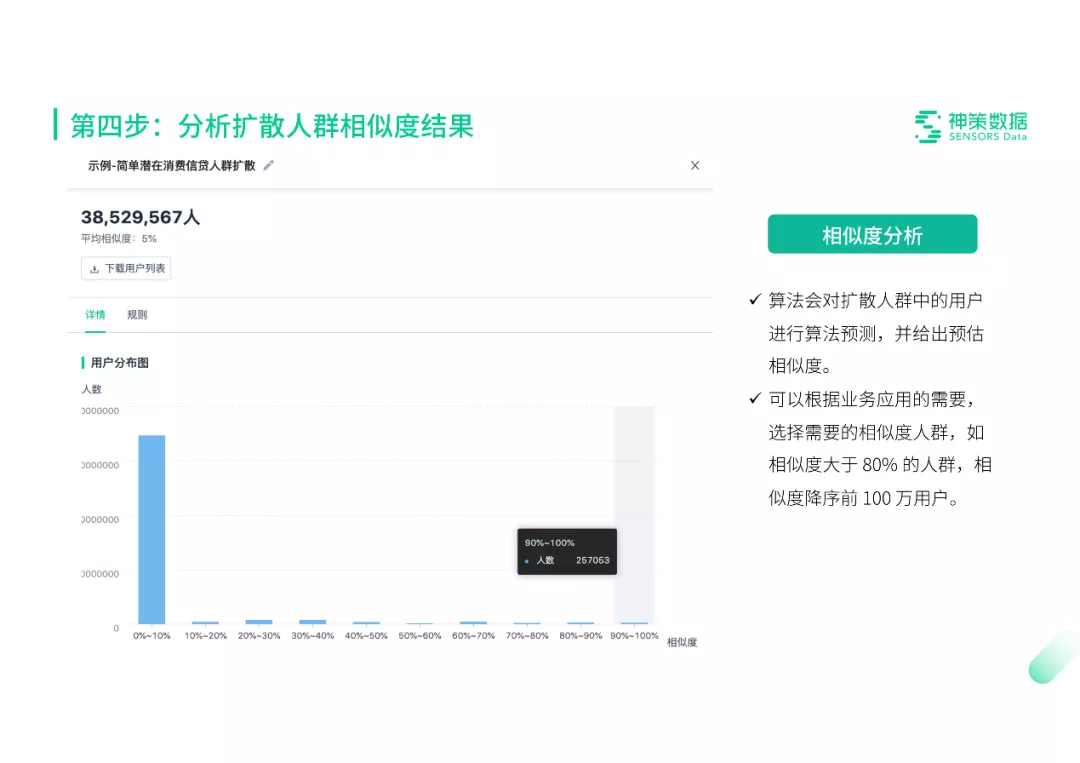 第四步：分析扩散人群相似度结果
神策数据
SENSORS Data
示例-简单潜在消费信贷人群扩散
X
38,529,567人
平均相似度：5%
下载用户列表
详情 规则
用户分布图
人数
0000000
0000000
0000000
0000000
0
90%~100%
人数 257053
0%~10% 10%~20% 20%~30% 30%~40% 40%~50% 50%~60% 60%~70% 70%~80% 80%~90% 90%~100%
相似度
相似度分析
✓ 算法会对扩散人群中的用户
进行算法预测，并给出预估
相似度。
✓ 可以根据业务应用的需要，
选择需要的相似度人群，如
相似度大于 80% 的人群，相
似度降序前 100 万用户。